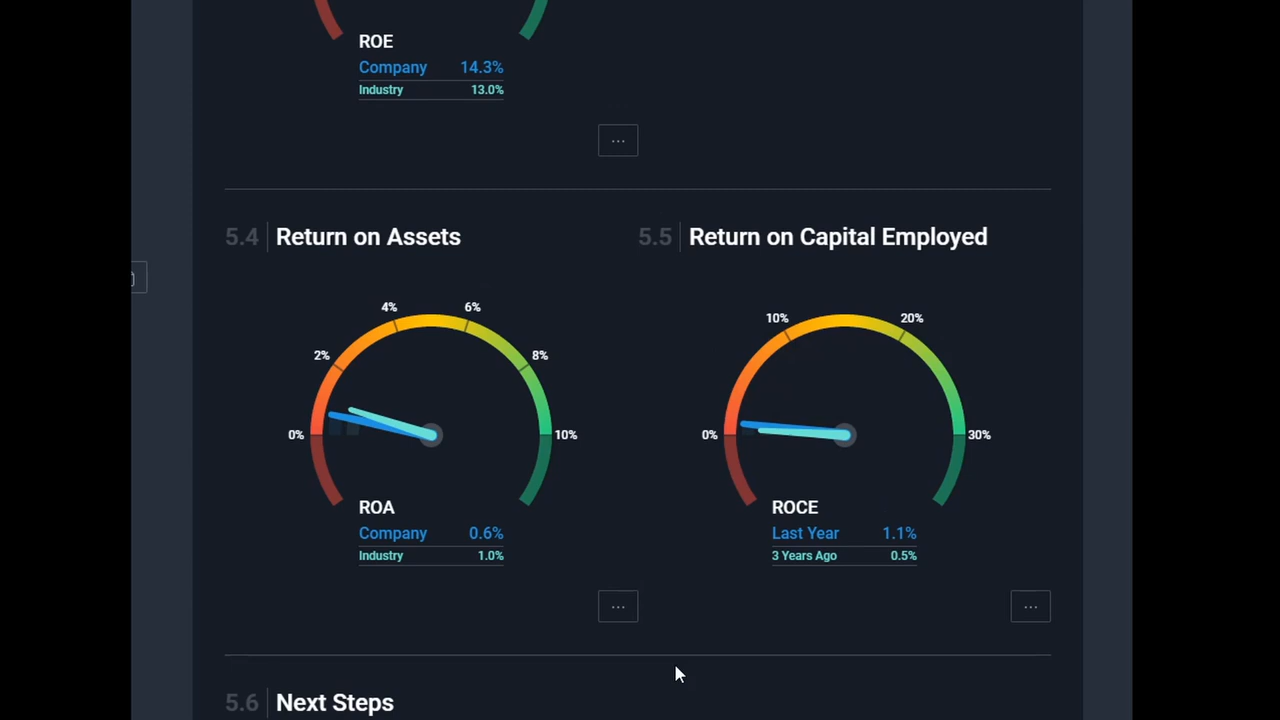 ROE
Company 14.3%
Industry 13.0%
...
5.4 Return on Assets
5.5 Return on Capital Employed
0% 2% 4% 6% 8% 10%
0% 10% 20% 30%
ROA
Company 0.6%
Industry 1.0%
ROCE
Last Year 1.1%
3 Years Ago 0.5%
...
...
5.6 Next Steps